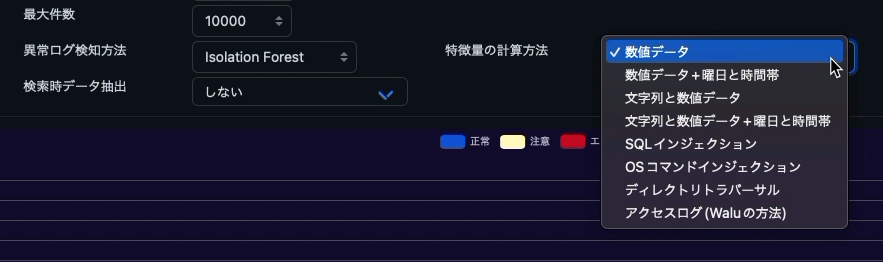 最大件数
10000
異常ログ検知方法
Isolation Forest
特徴量の計算方法
検索時データ抽出
しない
正常
注意
エ
✓ 数値データ
数値データ+曜日と時間帯
文字列と数値データ
文字列と数値データ+曜日と時間帯
SQLインジェクション
OSコマンドインジェクション
ディレクトリトラバーサル
アクセスログ(Waluの方法)